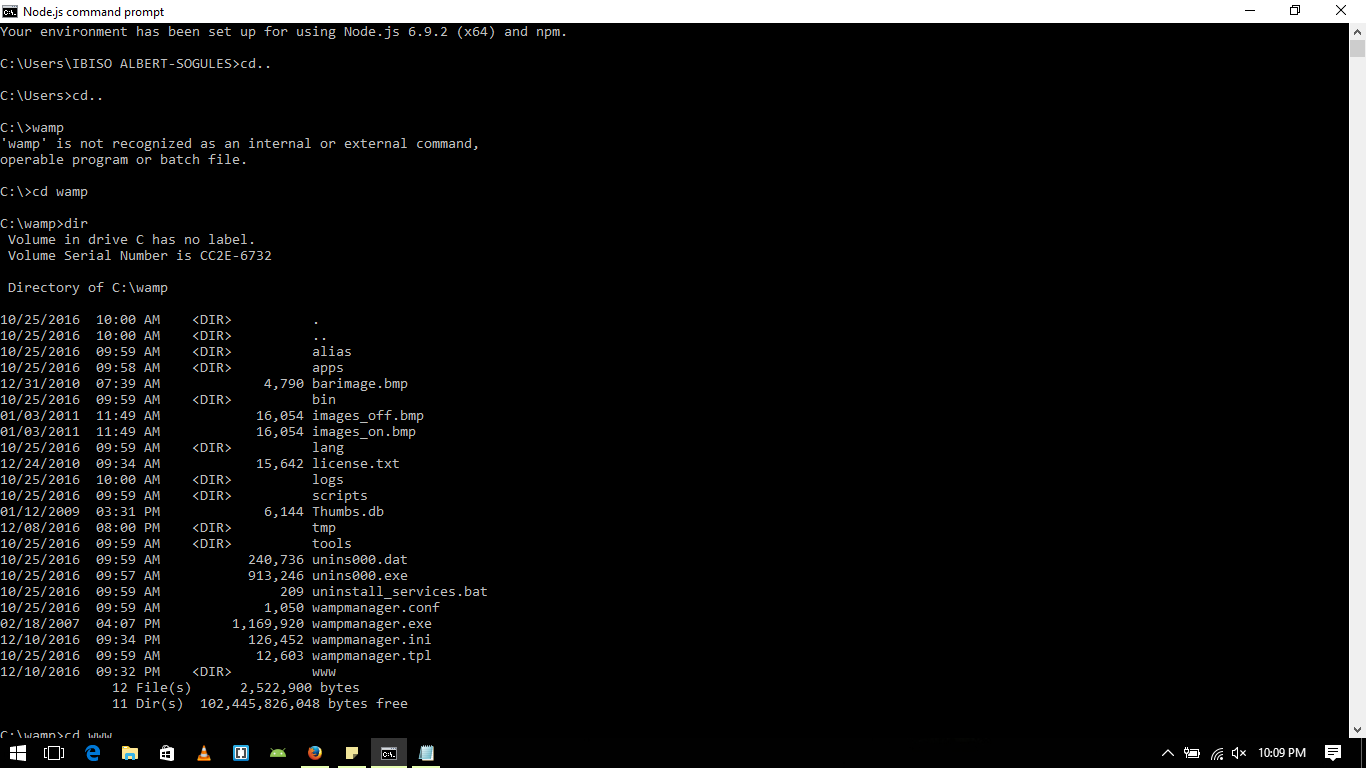 Node.js command prompt
Your environment has been set up for using Node.js 6.9.2 (x64) and npm.
C:\Users\IBISO ALBERT-SOGULES>cd..
C:\Users>cd..
C:\>wamp
'wamp' is not recognized as an internal or external command,
operable program or batch file.
C:\>cd wamp
C:\wamp>dir
 Volume in drive C has no label.
 Volume Serial Number is CC2E-6732
 Directory of C:\wamp
10/25/2016  10:00 AM    <DIR>          .
10/25/2016  10:00 AM    <DIR>          ..
10/25/2016  09:59 AM    <DIR>          alias
10/25/2016  09:58 AM    <DIR>          apps
12/31/2010  07:39 AM             4,790 barimage.bmp
10/25/2016  09:59 AM    <DIR>          bin
01/03/2011  11:49 AM            16,054 images_off.bmp
01/03/2011  11:49 AM            16,054 images_on.bmp
10/25/2016  09:59 AM    <DIR>          lang
12/24/2010  09:34 AM            15,642 license.txt
10/25/2016  10:00 AM    <DIR>          logs
10/25/2016  09:59 AM    <DIR>          scripts
01/12/2009  03:31 PM             6,144 Thumbs.db
12/08/2016  08:00 PM    <DIR>          tmp
10/25/2016  09:59 AM    <DIR>          tools
10/25/2016  09:59 AM           240,736 unins000.dat
10/25/2016  09:57 AM           913,246 unins000.exe
10/25/2016  09:59 AM               209 uninstall_services.bat
10/25/2016  09:59 AM             1,050 wampmanager.conf
02/18/2007  04:07 PM         1,169,920 wampmanager.exe
12/10/2016  09:34 PM           126,452 wampmanager.ini
10/25/2016  09:59 AM            12,603 wampmanager.tpl
12/10/2016  09:32 PM    <DIR>          www
              12 File(s)      2,522,900 bytes
              11 Dir(s)  102,445,826,048 bytes free
C:\wamp>cd www
10:09 PM